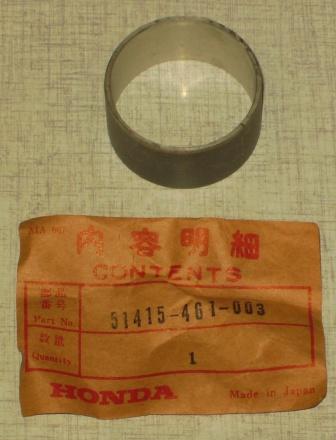 内容明細
CONTENTS
部品
番号
Part No.
51415-461-003
数量
Quantity
1
HONDA
Made in Japan